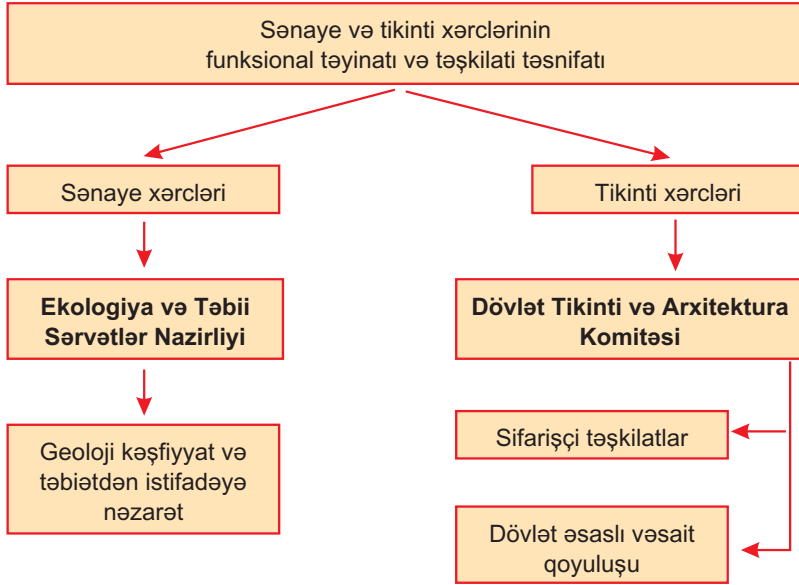 Sənaye və tikinti xərclərinin
funksional təyinatı və təşkilati təsnifatı
Sənaye xərcləri
Tikinti xərcləri
Ekologiya və Təbii
Sərvətlər Nazirliyi
Dövlət Tikinti və Arxitektura
Komitəsi
Geoloji kəşfiyyat və
təbiətdən istifadəyə
nəzarət
Sifarişçi təşkilatlar
Dövlət əsaslı vəsait
qoyuluşu